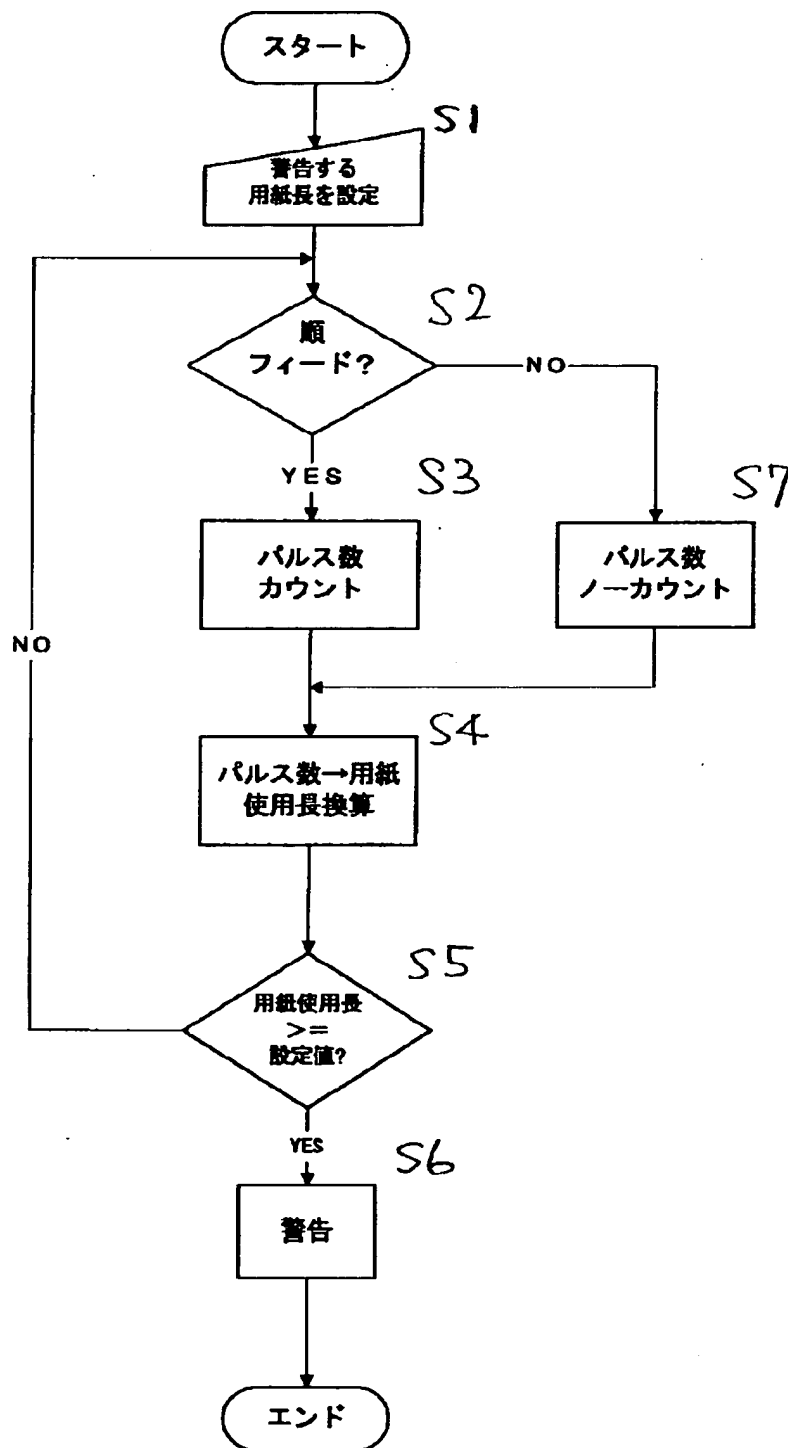 スタート
S1
警告する
用紙長を設定
S2
順
フィード?
NO
YES
S3
S7
パルス数
カウント
パルス数
ノーカウント
NO
S4
パルス数→用紙
使用長換算
S5
用紙使用長
>=
設定値?
YES
S6
警告
エンド